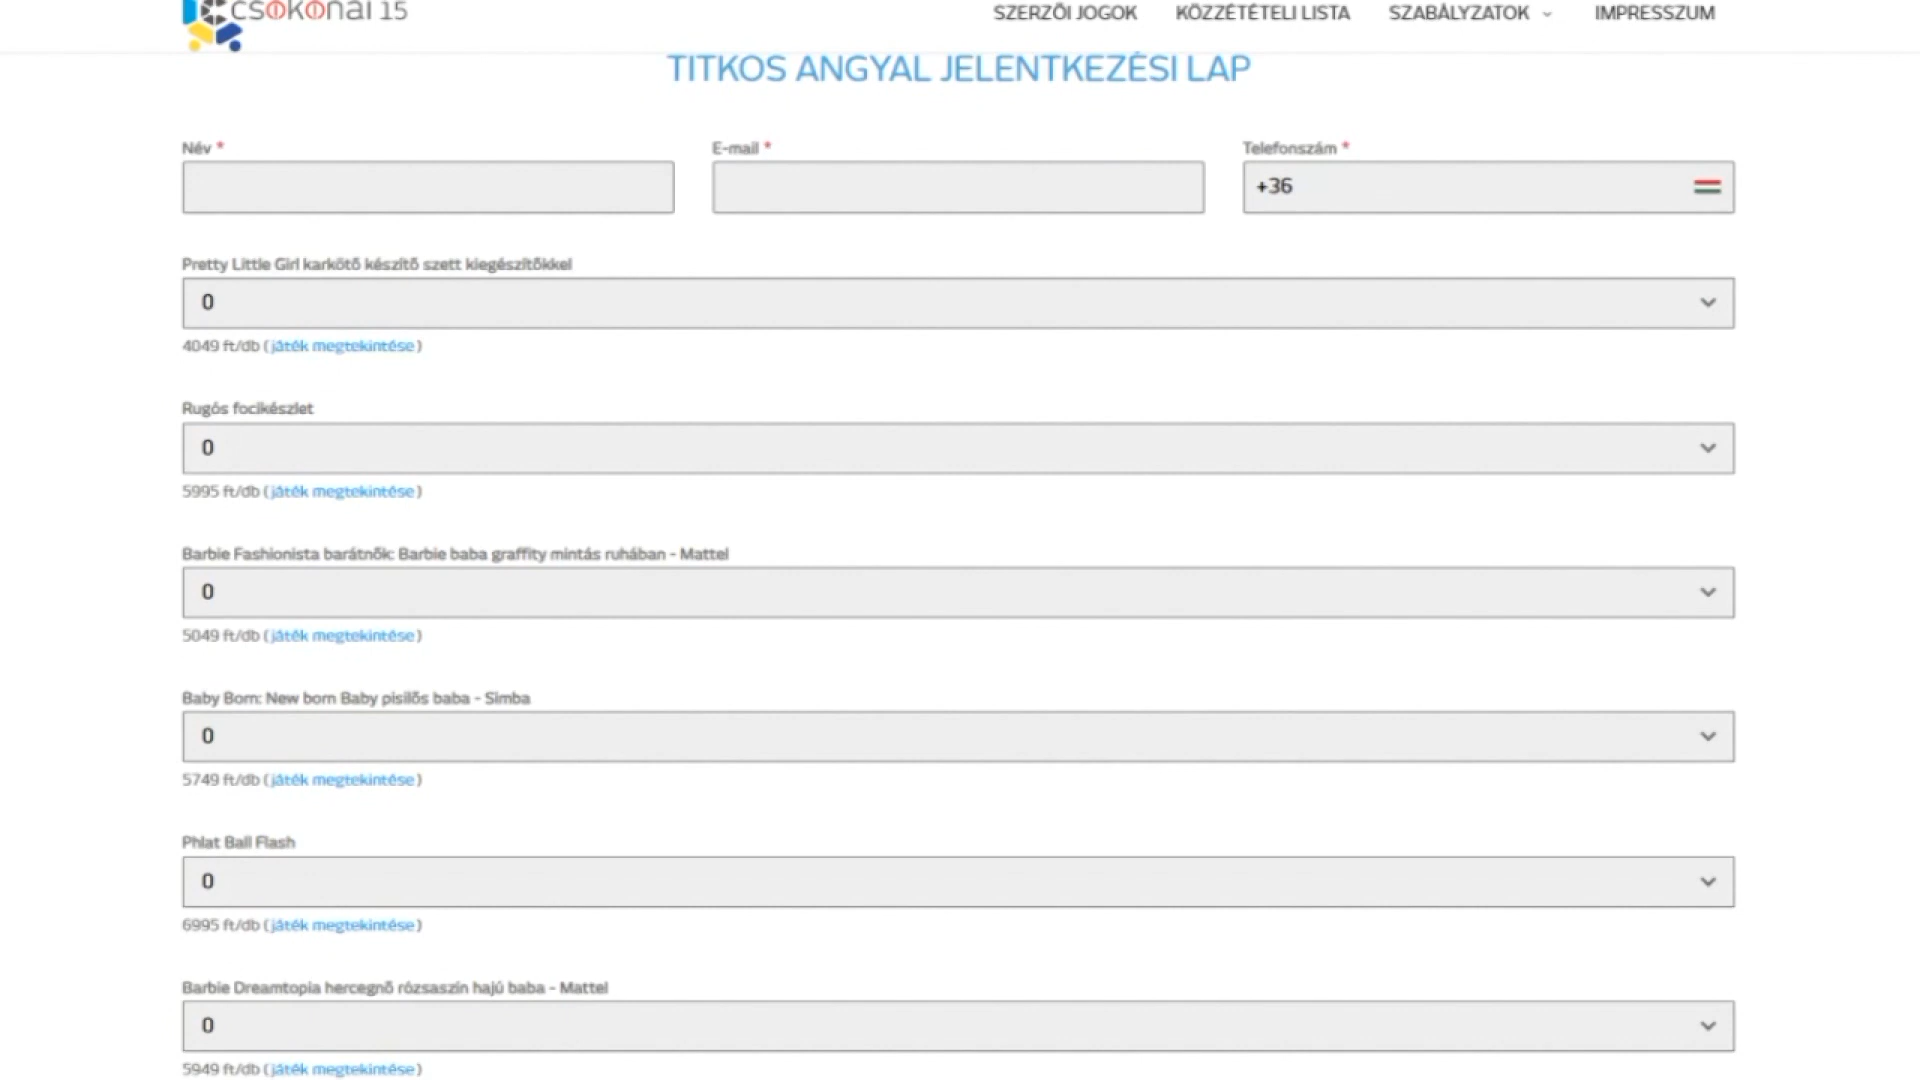 csokonai 15
SZERZŐI JOGOK KÖZZÉTÉTELI LISTA SZABÁLYZATOK IMPRESSZUM
TITKOS ANGYAL JELENTKEZÉSI LAP
Név * E-mail * Telefonszám *
+36
Pretty Little Girl karkötő készítő szett kiegészítőkkel
0
4049 ft/db (játék megtekintése)
Rugós focikészlet
0
5995 ft/db (játék megtekintése)
Barbie Fashionista barátnők: Barbie baba graffity mintás ruhában - Mattel
0
5049 ft/db (játék megtekintése)
Baby Born: New born Baby pisilős baba - Simba
0
5749 ft/db (játék megtekintése)
Phlat Ball Flash
0
6995 ft/db (játék megtekintése)
Barbie Dreamtopia hercegnő rózsaszín hajú baba - Mattel
0
5949 ft/db (játék megtekintése)